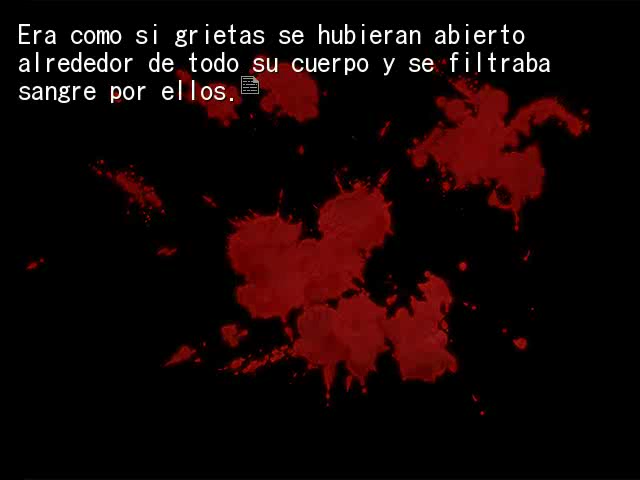 Era como si grietas se hubieran abierto
alrededor de todo su cuerpo y se filtraba
sangre por ellos.